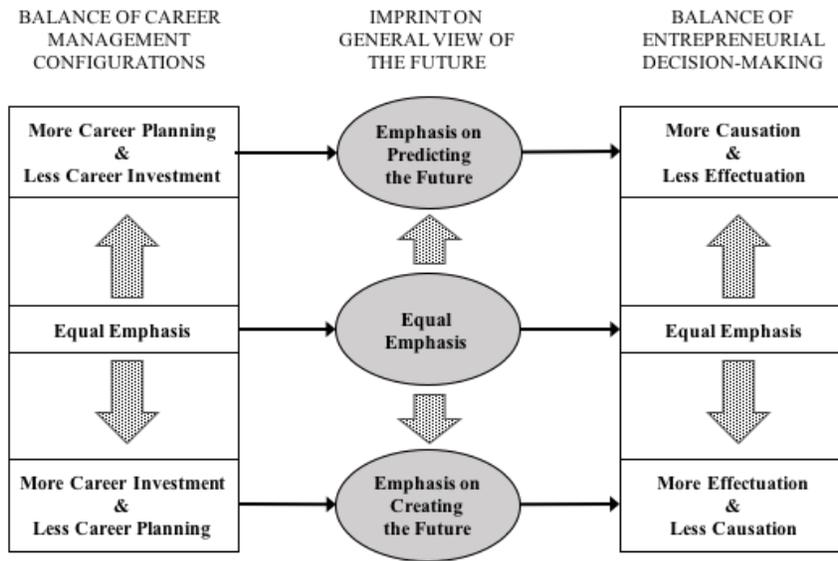 BALANCE OF CAREER
MANAGEMENT
CONFIGURATIONS
IMPRINT ON
GENERAL VIEW OF
THE FUTURE
BALANCE OF
ENTREPRENEURIAL
DECISION-MAKING
More Career Planning
&
Less Career Investment
Emphasis on
Predicting
the Future
More Causation
&
Less Effectuation
Equal Emphasis
Equal
Emphasis
Equal Emphasis
More Career Investment
&
Less Career Planning
Emphasis on
Creating
the Future
More Effectuation
&
Less Causation